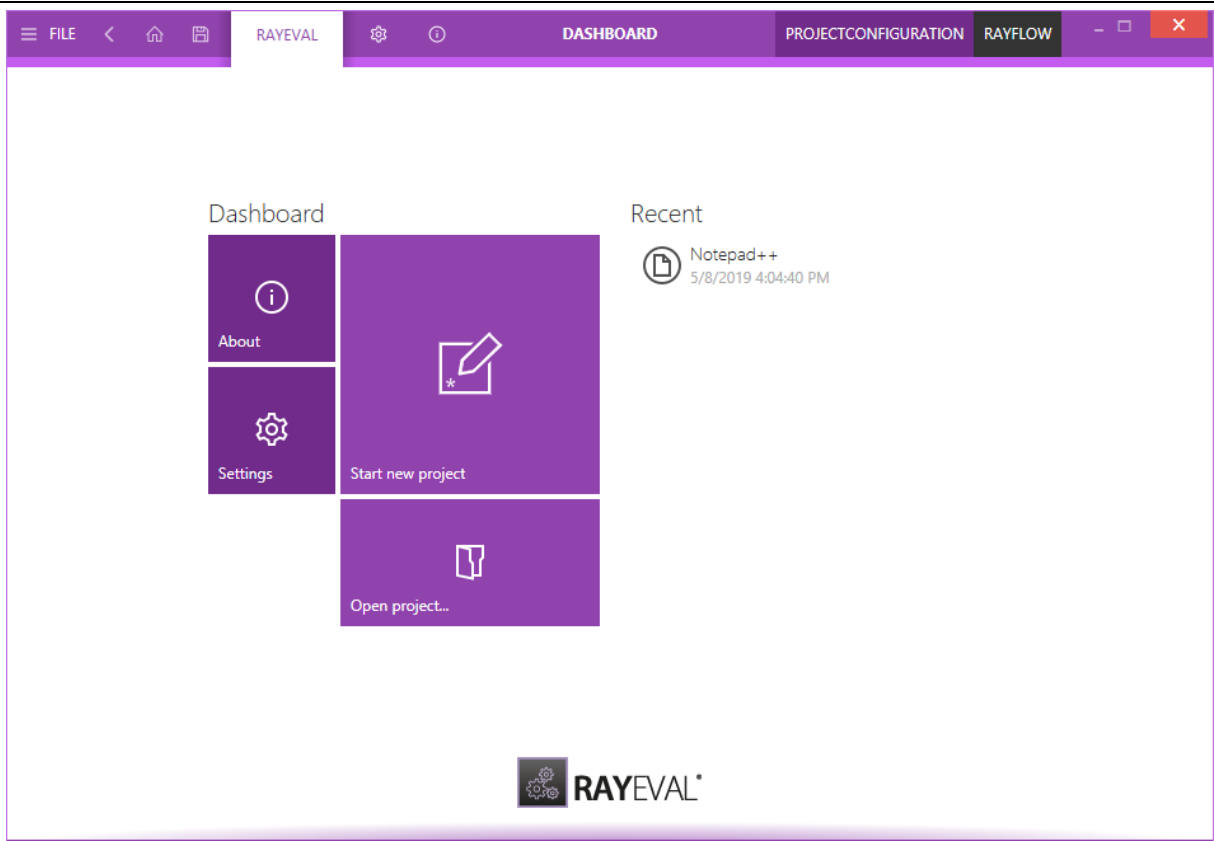 FILE
RAYEVAL
DASHBOARD
PROJECTCONFIGURATION
RAYFLOW
Dashboard
Recent
About
Settings
Start new project
Open project...
Notepad++
5/8/2019 4:04:40 PM
RAYEVAL